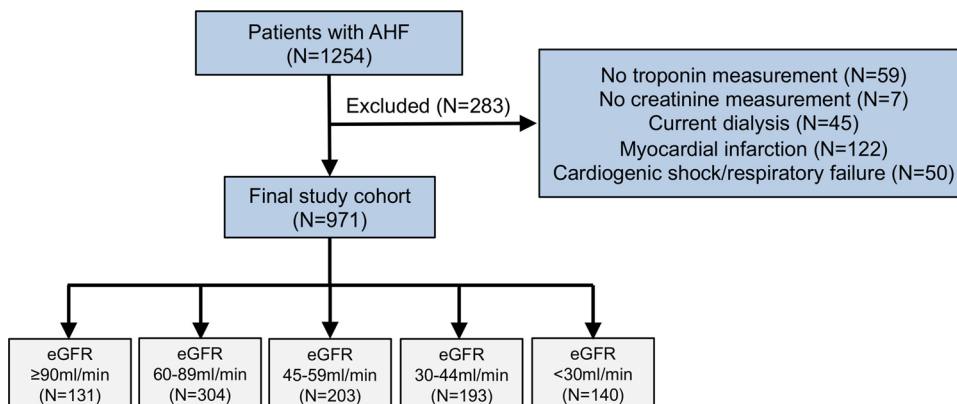 Patients with AHF
(N=1254)
Excluded (N=283)
No troponin measurement (N=59)
No creatinine measurement (N=7)
Current dialysis (N=45)
Myocardial infarction (N=122)
Cardiogenic shock/respiratory failure (N=50)
Final study cohort
(N=971)
eGFR
≥90ml/min
(N=131)
eGFR
60-89ml/min
(N=304)
eGFR
45-59ml/min
(N=203)
eGFR
30-44ml/min
(N=193)
eGFR
<30ml/min
(N=140)